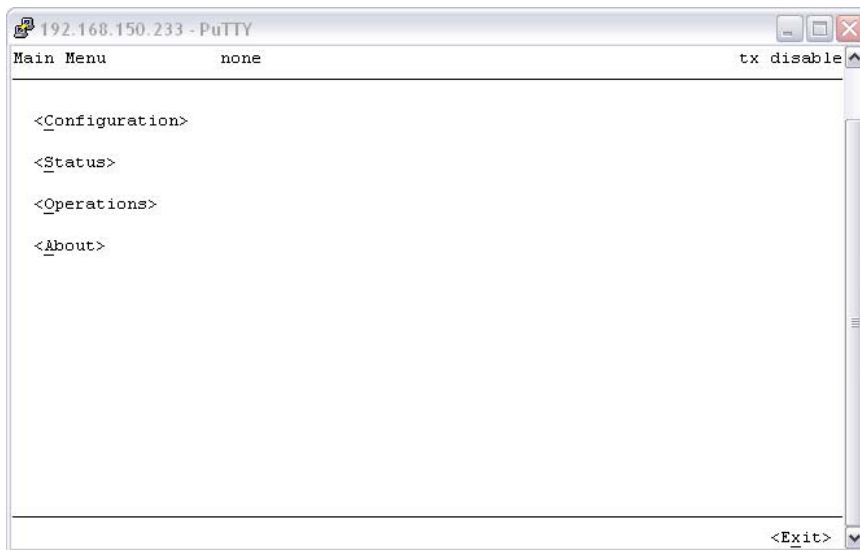 192.168.150.233 - PuTTY
Main Menu none tx disable
<Configuration>
<Status>
<Operations>
<About>
<Exit>